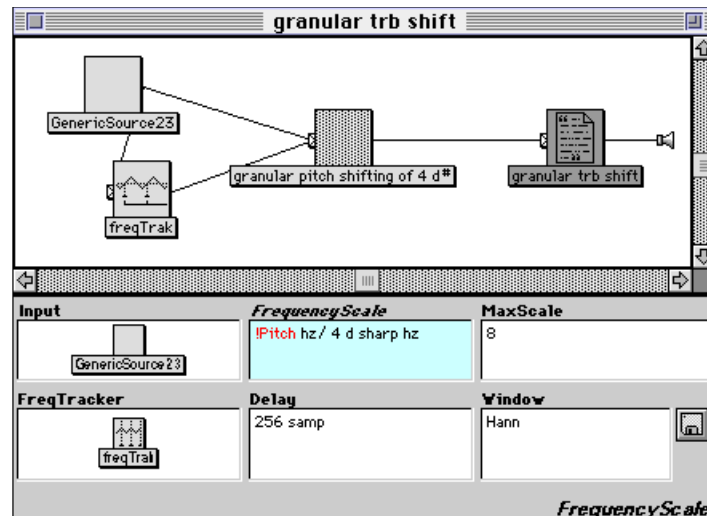 granular trb shift
GenericSource23
freqTrak
granular pitch shifting of 4 d#
granular trb shift
Input
GenericSource23
FrequencyScale
!Pitch hz/ 4 d sharp hz
MaxScale
8
FreqTracker
freqTrak
Delay
256 samp
Window
Hann
FrequencyScale